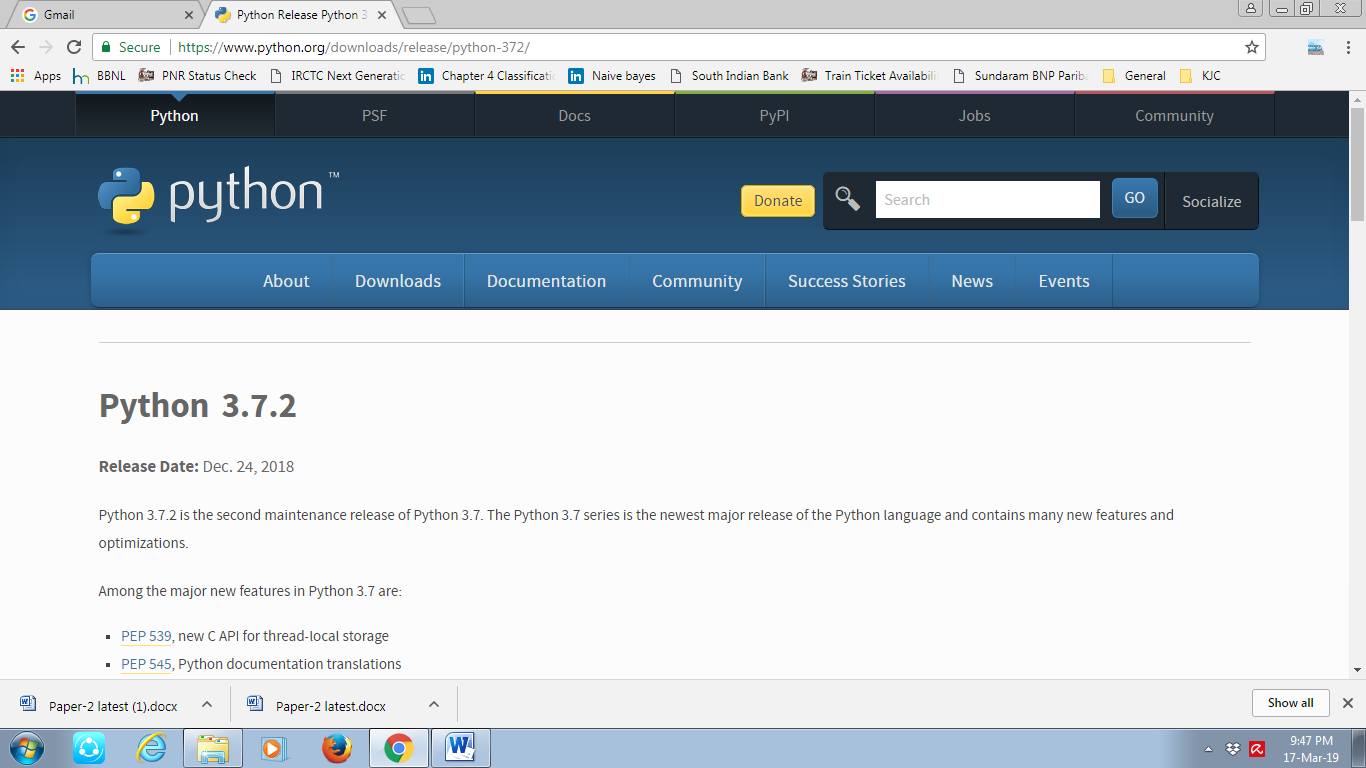 Gmail
Python Release Python 3
Secure
https://www.python.org/downloads/release/python-372/
Apps
BBNL
PNR Status Check
IRCTC Next Generatic
Chapter 4 Classificatic
Naive bayes
South Indian Bank
Train Ticket Availabili
Sundaram BNP Pariba
General
KJC
Python
PSF
Docs
PyPI
Jobs
Community
python™
Donate
Search
GO
Socialize
About
Downloads
Documentation
Community
Success Stories
News
Events
Python 3.7.2
Release Date: Dec. 24, 2018
Python 3.7.2 is the second maintenance release of Python 3.7. The Python 3.7 series is the newest major release of the Python language and contains many new features and
optimizations.
Among the major new features in Python 3.7 are:
PEP 539, new C API for thread-local storage
PEP 545, Python documentation translations
Paper-2 latest (1).docx
Paper-2 latest.docx
Show all
9:47 PM
17-Mar-19